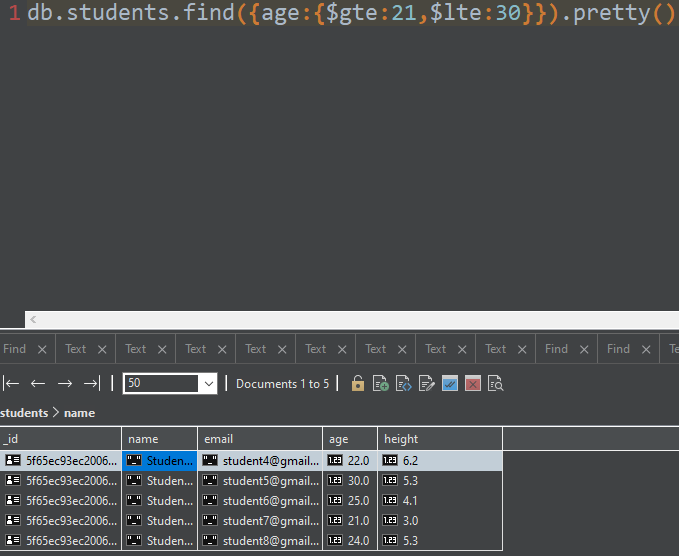 1 db.students.find({age:{$gte:21,$lte:30}}).pretty()
Find Text Text Text Text Text Text Text Text Find Find
50 Documents 1 to 5
students > name
_id name email age height
5f65ec93ec2006... Studen... student4@gmail... 22.0 6.2
5f65ec93ec2006... Studen... student5@gmail... 30.0 5.3
5f65ec93ec2006... Studen... student6@gmail... 25.0 4.1
5f65ec93ec2006... Studen... student7@gmail... 21.0 3.0
5f65ec93ec2006... Studen... student8@gmail... 24.0 5.3